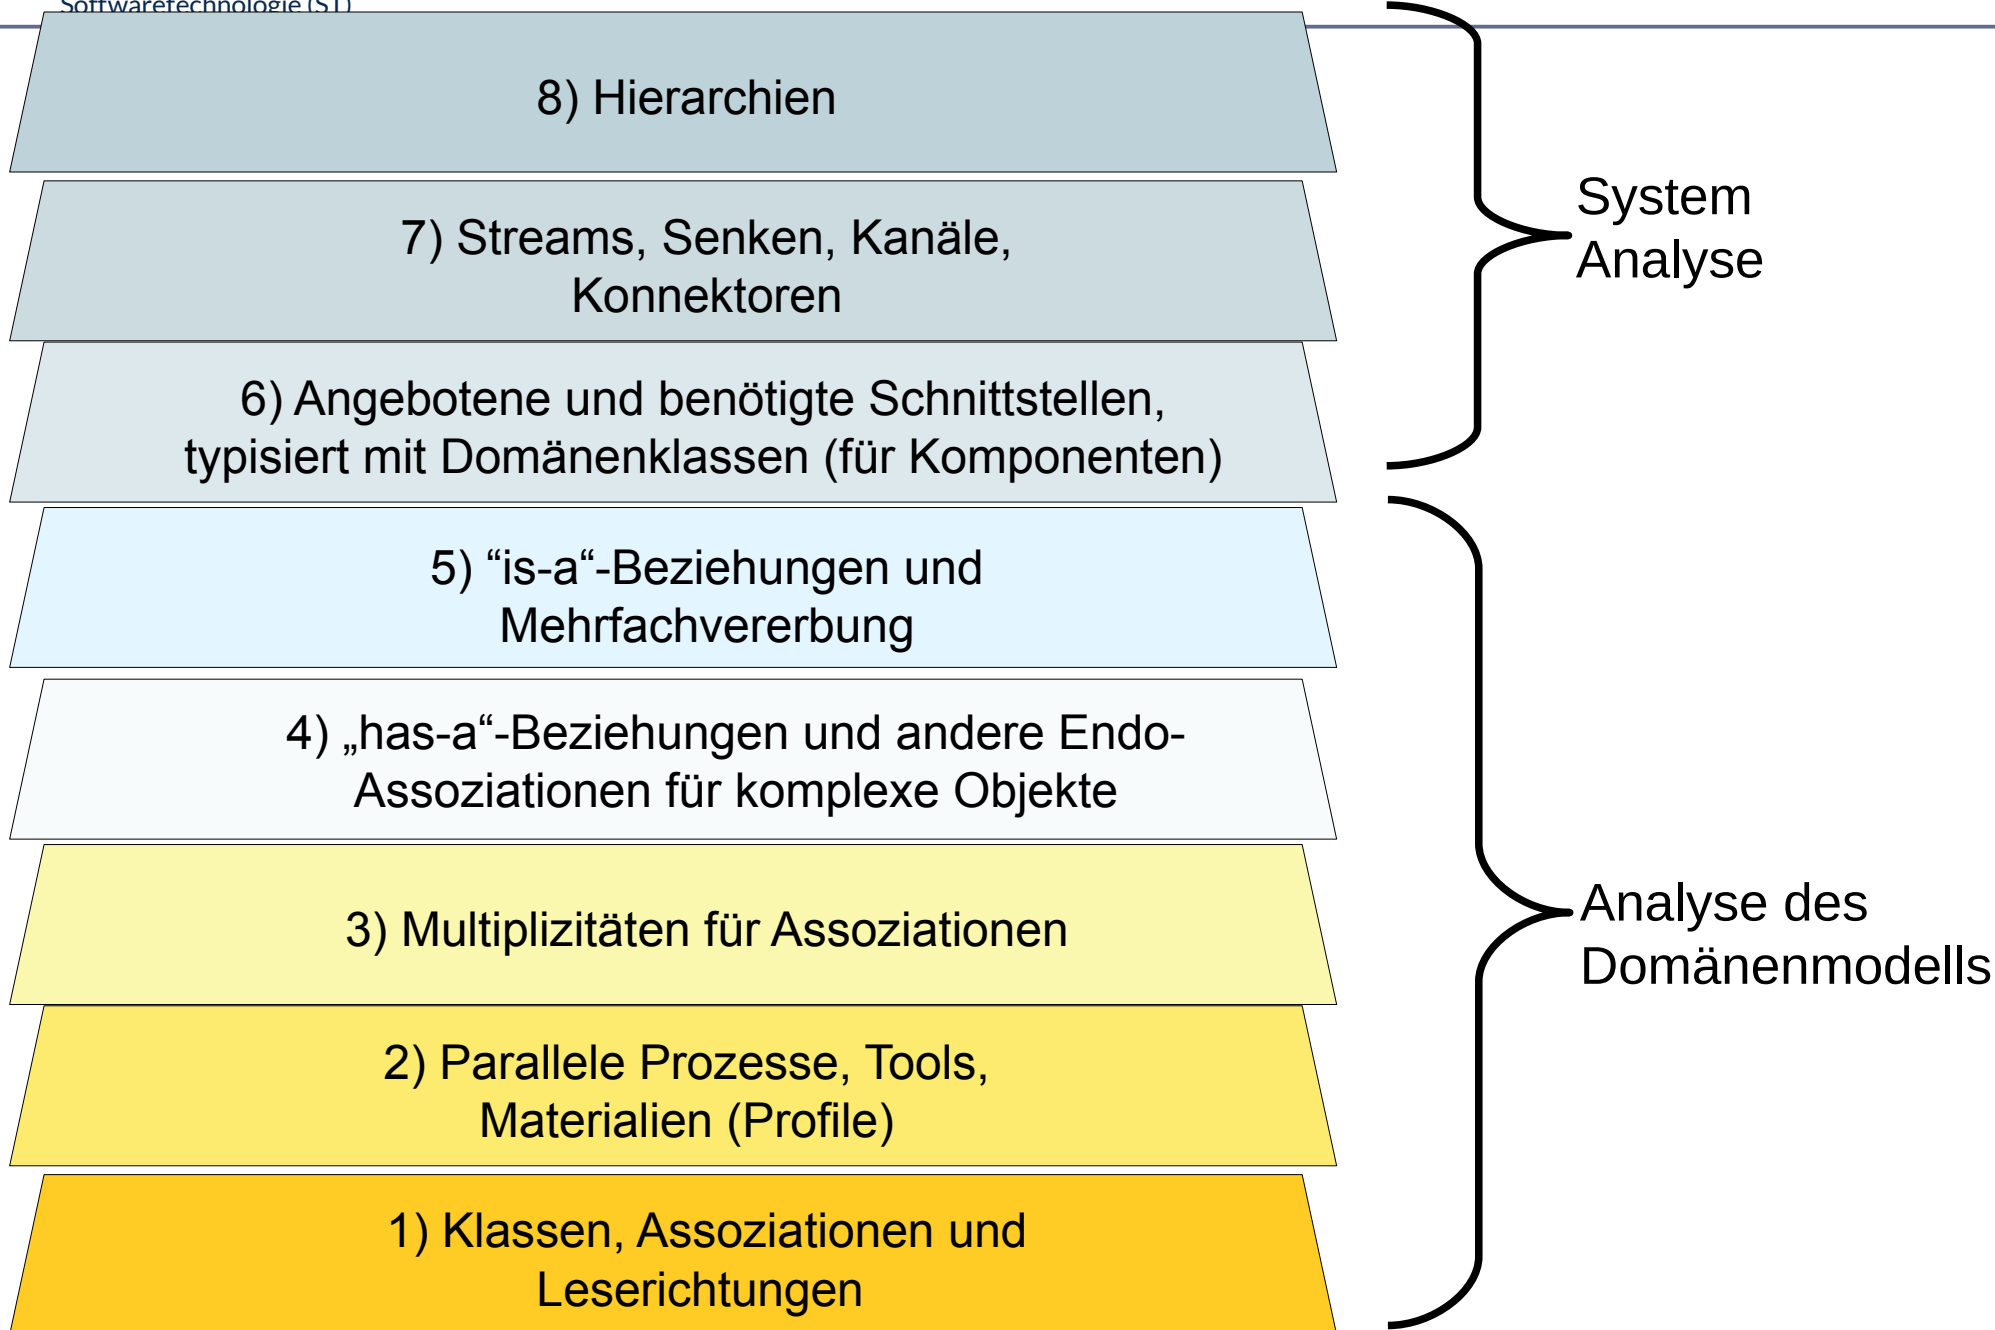 Softwaretechnologie (ST)
8) Hierarchien
7) Streams, Senken, Kanäle,
Konnektoren
System
Analyse
6) Angebotene und benötigte Schnittstellen,
typisiert mit Domänenklassen (für Komponenten)
5) “is-a“-Beziehungen und
Mehrfachvererbung
4) „has-a“-Beziehungen und andere Endo-
Assoziationen für komplexe Objekte
3) Multiplizitäten für Assoziationen
Analyse des
Domänenmodells
2) Parallele Prozesse, Tools,
Materialien (Profile)
1) Klassen, Assoziationen und
Leserichtungen